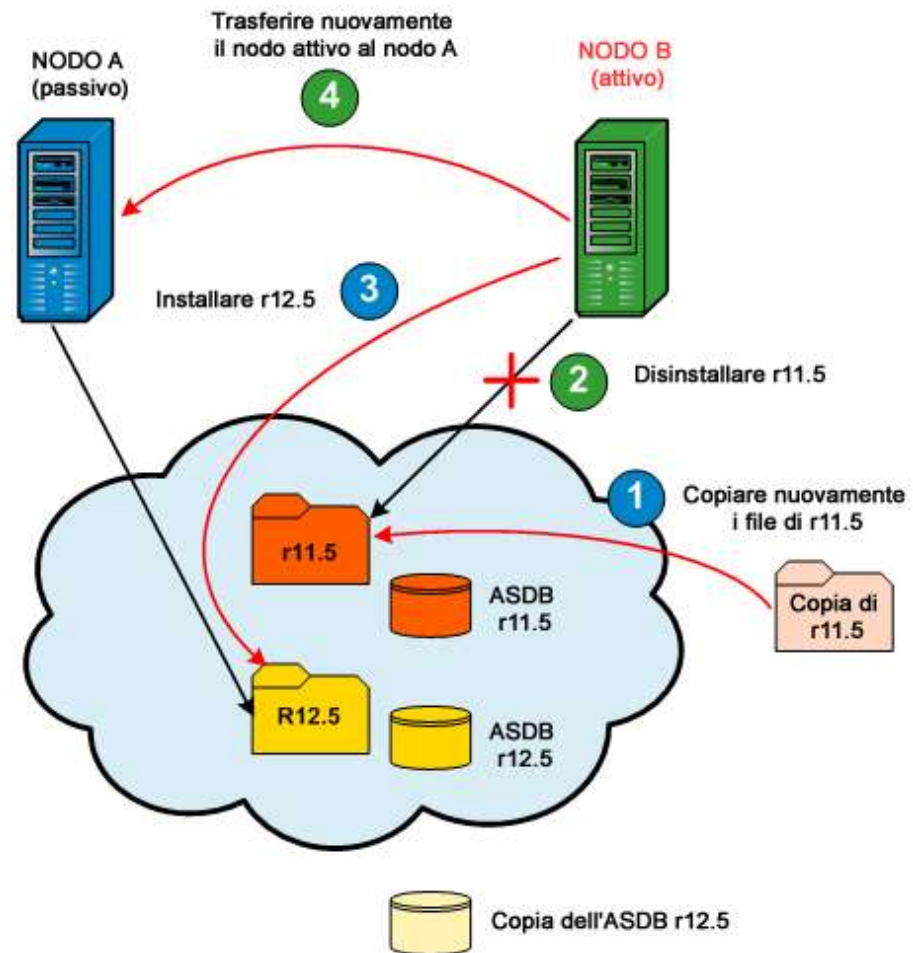 Trasferire nuovamente
il nodo attivo al nodo A
NODO A
(passivo)
NODO B
(attivo)
4
Installare r12.5
3
2
Disinstallare r11.5
1
Copiare nuovamente
i file di r11.5
r11.5
ASDB
r11.5
Copia di
r11.5
R12.5
ASDB
r12.5
Copia dell'ASDB r12.5